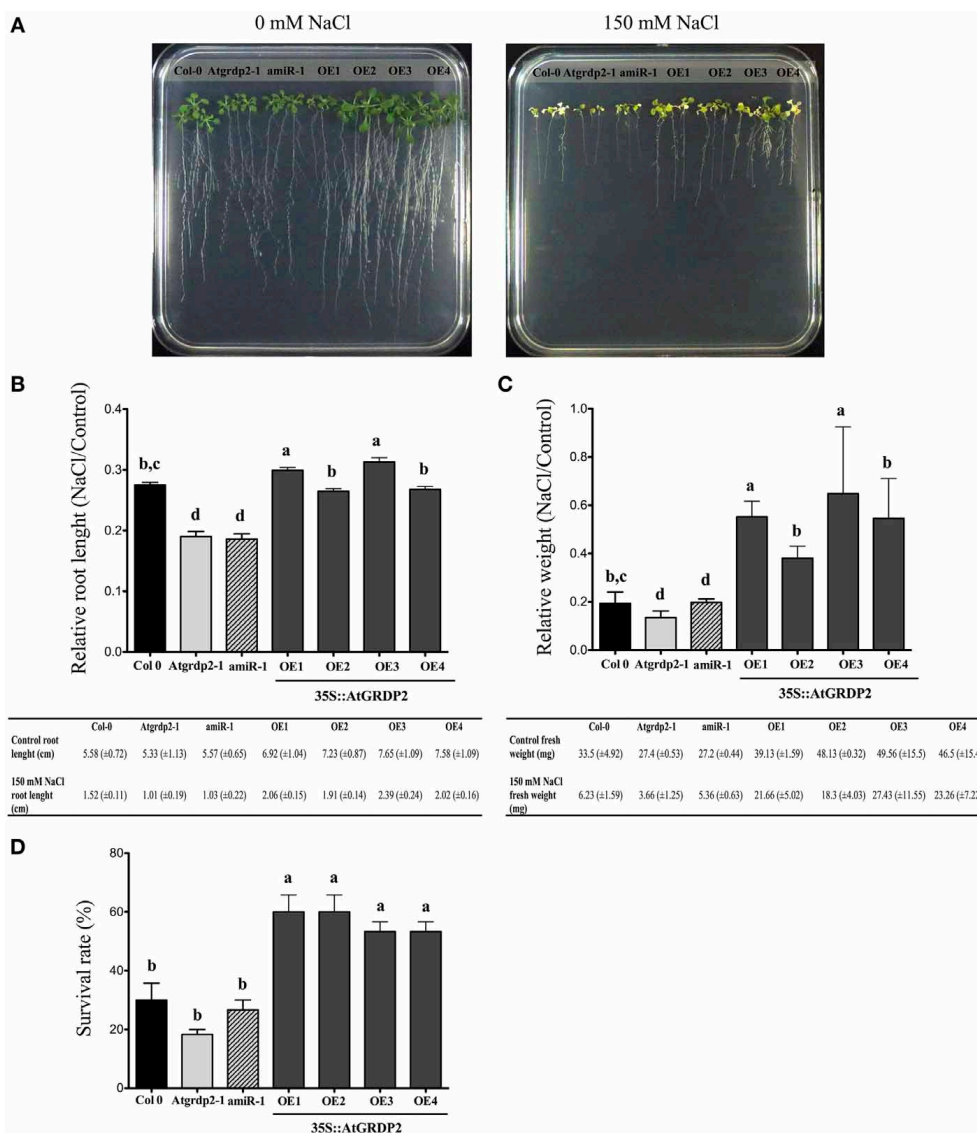 A
0 mM NaCl
150 mM NaCl
Col-0 Atgrdp2-1 amiR-1 OE1 OE2 OE3 OE4
Col-0 Atgrdp2-1 amiR-1 OE1 OE2 OE3 OE4
B
Relative root lenght (NaCl/Control)
0.4
0.3
0.2
0.1
0.0
b,c
d
d
a
b
a
b
Col 0 Atgrdp2-1 amiR-1 OE1 OE2 OE3 OE4
35S::AtGRDP2
Col-0 Atgrdp2-1 amiR-1 OE1 OE2 OE3 OE4
Control root
lenght (cm) 5.58 (±0.72) 5.33 (±1.13) 5.57 (±0.65) 6.92 (±1.04) 7.23 (±0.87) 7.65 (±1.09) 7.58 (±1.09)
150 mM NaCl
root lenght 1.52 (±0.11) 1.01 (±0.19) 1.03 (±0.22) 2.06 (±0.15) 1.91 (±0.14) 2.39 (±0.24) 2.02 (±0.16)
(cm)
C
Relative weight (NaCl/Control)
1.0
0.8
0.6
0.4
0.2
0.0
b,c
d
d
a
b
a
b
Col 0 Atgrdp2-1 amiR-1 OE1 OE2 OE3 OE4
35S::AtGRDP2
Col-0 Atgrdp2-1 amiR-1 OE1 OE2 OE3 OE4
Control fresh
weight (mg) 33.5 (±4.92) 27.4 (±0.53) 27.2 (±0.44) 39.13 (±1.59) 48.13 (±0.32) 49.56 (±15.5) 46.5 (±15.4
150 mM NaCl
fresh weight 6.23 (±1.59) 3.66 (±1.25) 5.36 (±0.63) 21.66 (±5.02) 18.3 (±4.03) 27.43 (±11.55) 23.26 (±7.22
(mg)
D
Survival rate (%)
80
60
40
20
0
b
b
b
a
a
a
a
Col 0 Atgrdp2-1 amiR-1 OE1 OE2 OE3 OE4
35S::AtGRDP2